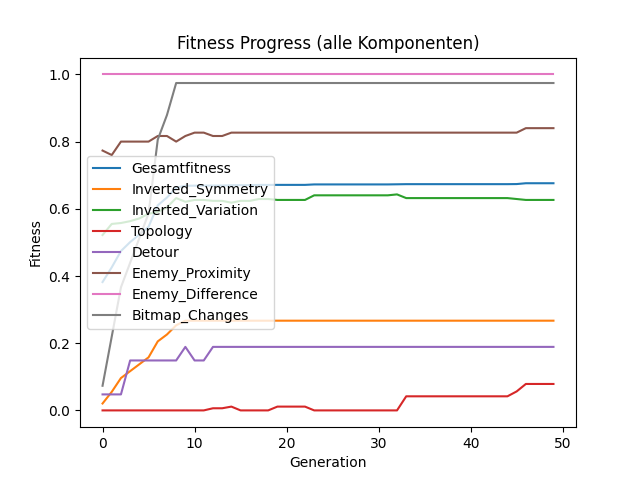 Fitness Progress (alle Komponenten)
Fitness
1.0
0.8
0.6
0.4
0.2
0.0
Gesamtfitness
Inverted_Symmetry
Inverted_Variation
Topology
Detour
Enemy_Proximity
Enemy_Difference
Bitmap_Changes
0 10 20 30 40 50
Generation